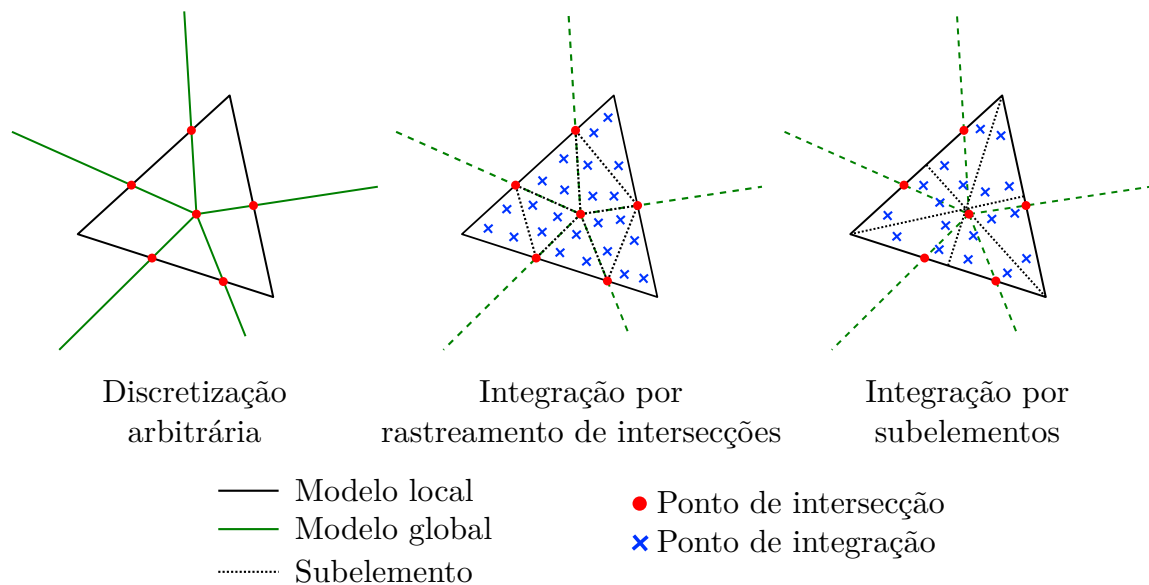 Discretização
arbitrária
Integração por
rastreamento de intersecções
Integração por
subelementos
Modelo local
Modelo global
Subelemento
Ponto de intersecção
Ponto de integração